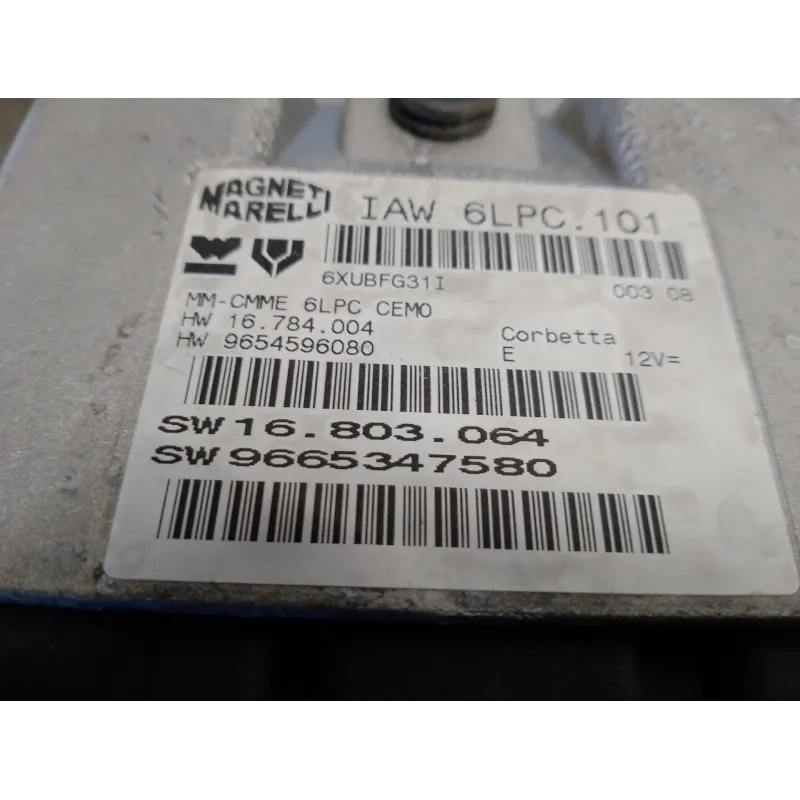 MAGNETI
MARELLI
IAW 6LPC.101
6XUBFG31I
003 08
MM-CMME 6LPC CEMO
HW 16.784.004
HW 9654596080
Corbetta
E
12V=
SW 16.803.064
SW 9665347580